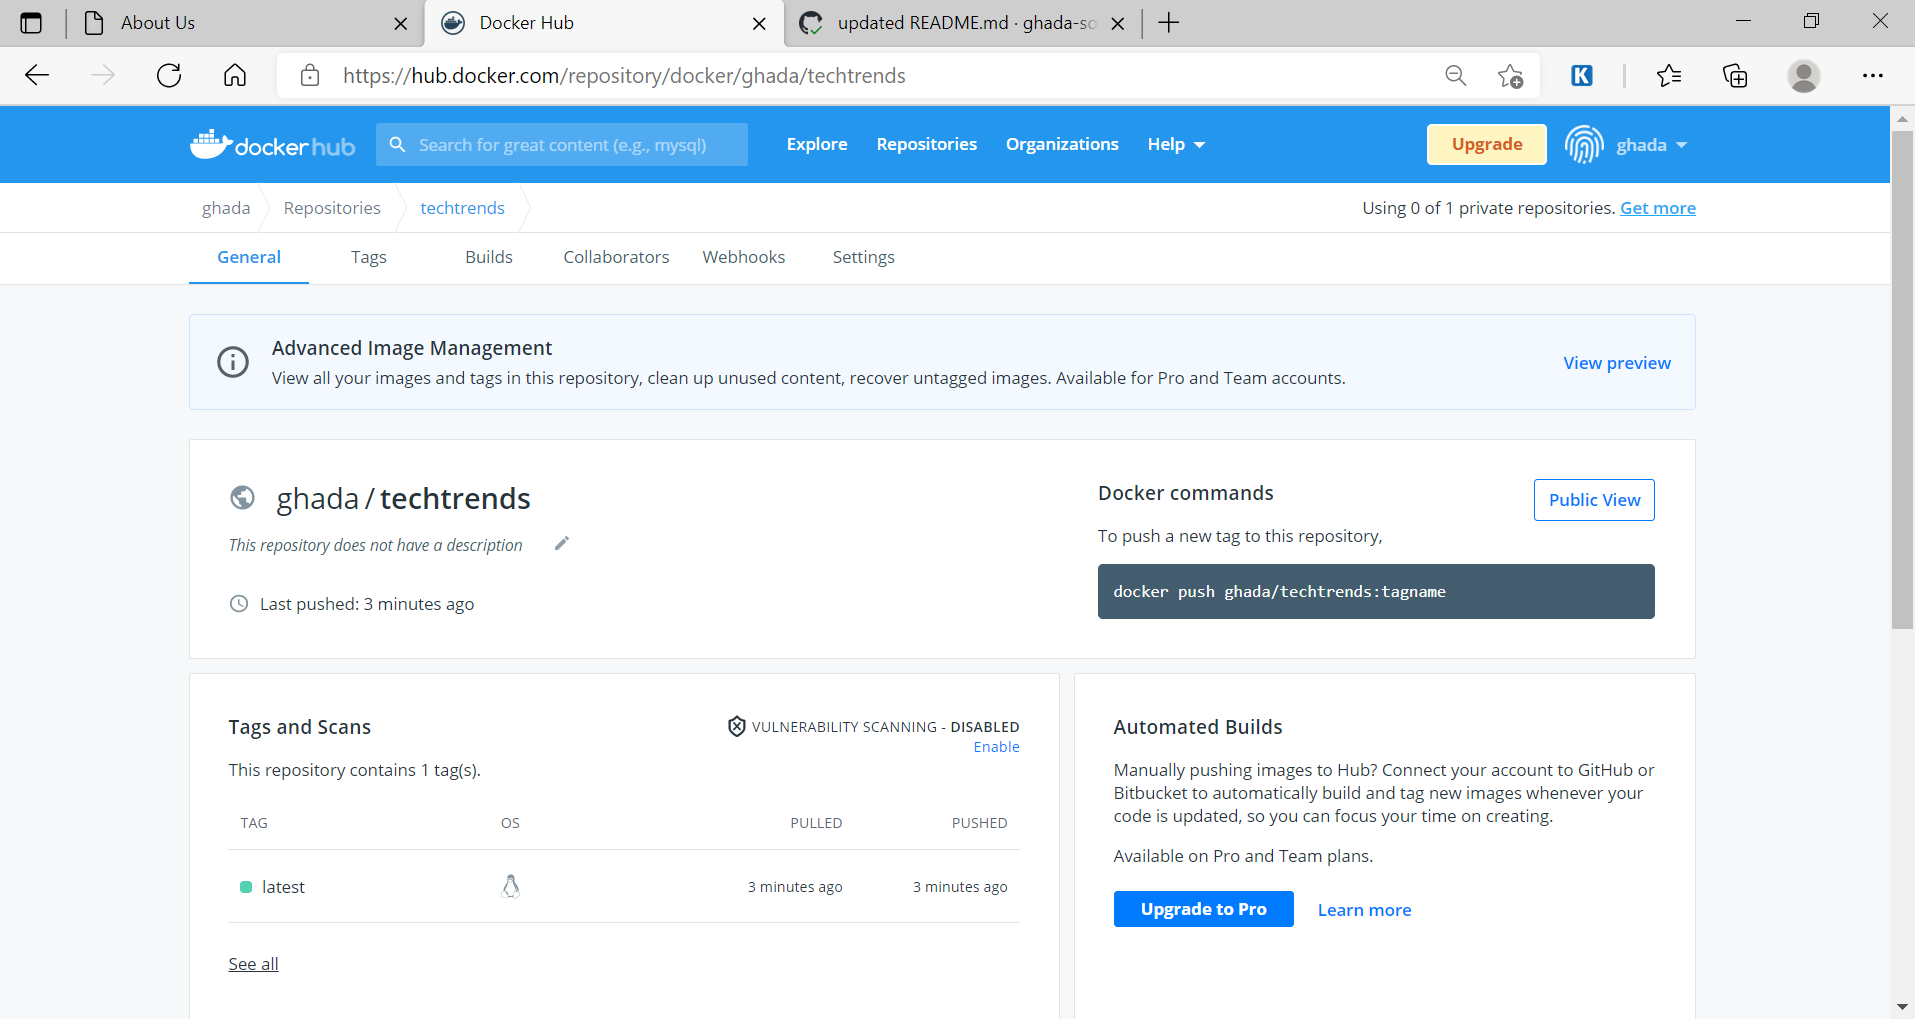 About Us
Docker Hub
updated README.md · ghada-so
https://hub.docker.com/repository/docker/ghada/techtrends
K
docker hub
Search for great content (e.g., mysql)
Explore
Repositories
Organizations
Help
Upgrade
ghada
ghada
Repositories
techtrends
Using 0 of 1 private repositories. Get more
General
Tags
Builds
Collaborators
Webhooks
Settings
Advanced Image Management
View all your images and tags in this repository, clean up unused content, recover untagged images. Available for Pro and Team accounts.
View preview
ghada / techtrends
This repository does not have a description
Last pushed: 3 minutes ago
Docker commands
Public View
To push a new tag to this repository,
docker push ghada/techtrends:tagname
Tags and Scans
VULNERABILITY SCANNING - DISABLED
Enable
This repository contains 1 tag(s).
TAG
OS
PULLED
PUSHED
latest
3 minutes ago
3 minutes ago
See all
Automated Builds
Manually pushing images to Hub? Connect your account to GitHub or
Bitbucket to automatically build and tag new images whenever your
code is updated, so you can focus your time on creating.
Available on Pro and Team plans.
Upgrade to Pro
Learn more